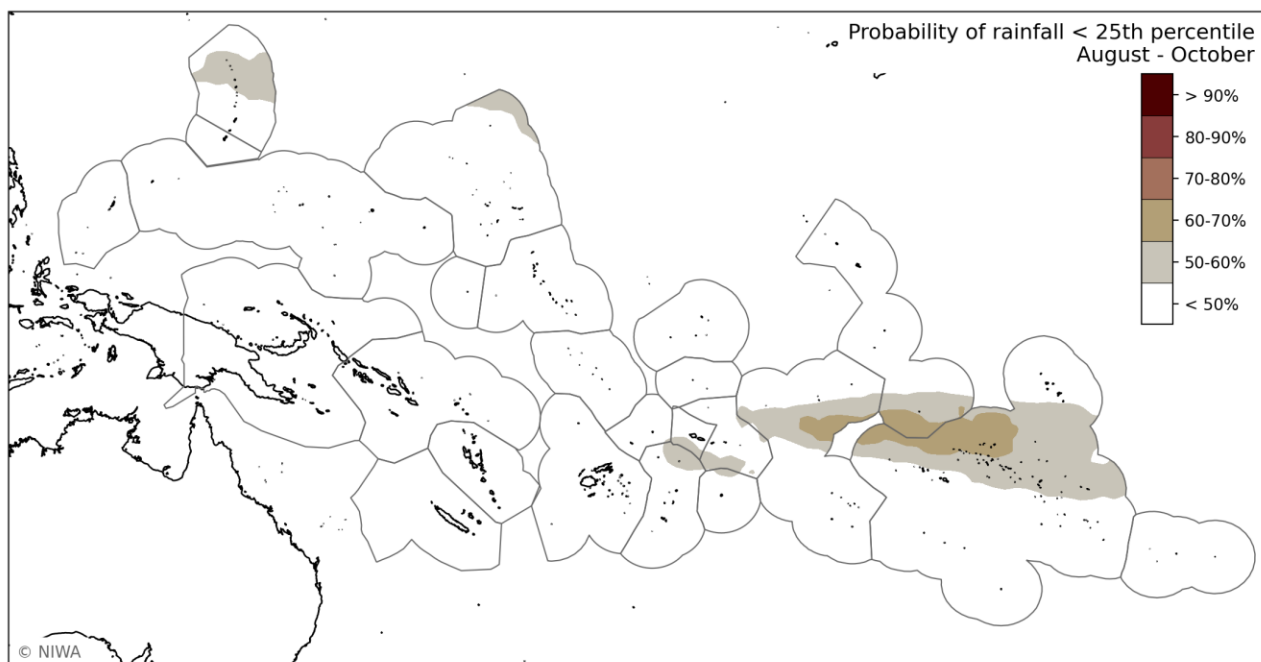 Probability of rainfall < 25th percentile
August - October
> 90%
80-90%
70-80%
60-70%
50-60%
< 50%
© NIWA